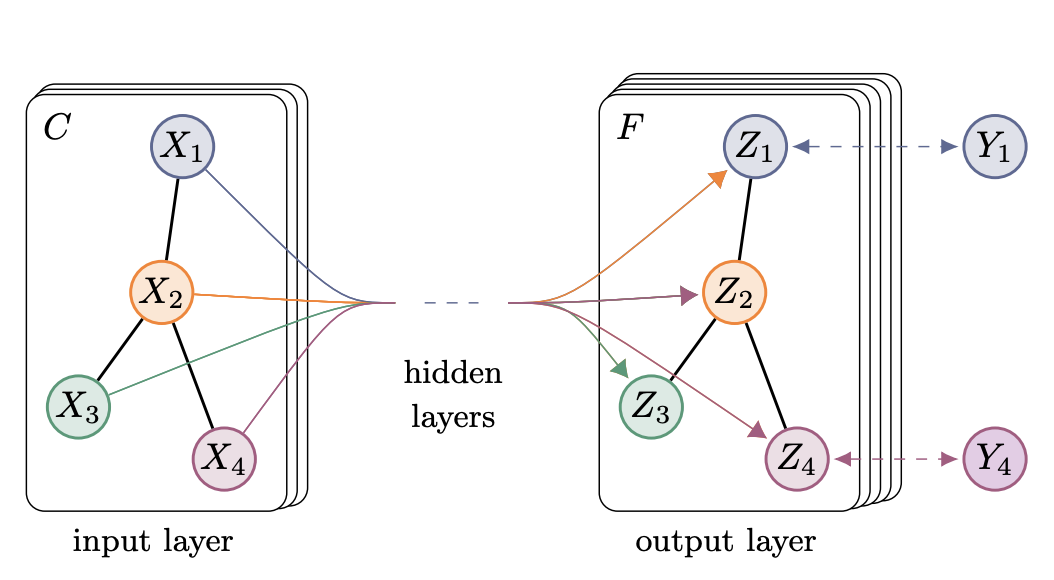 C
X₁
X₂
X₃
X₄
input layer
hidden
layers
F
Z₁
Z₂
Z₃
Z₄
output layer
Y₁
Y₄